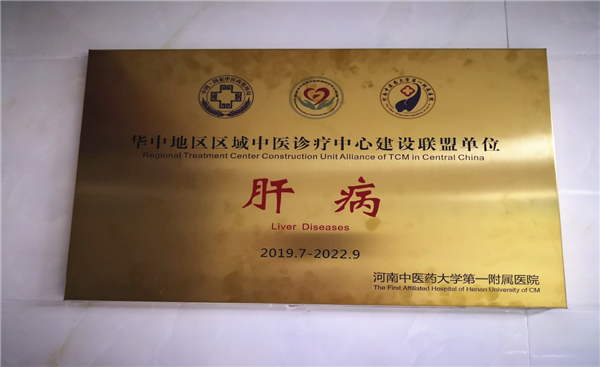 华中地区区域中医诊疗中心建设联盟单位
Regional Treatment Center Construction Unit Alliance of TCM in Central China
肝病
Liver Diseases
2019.7-2022.9
河南中医药大学第一附属医院
The First Affiliated Hospital of Henan University of CM